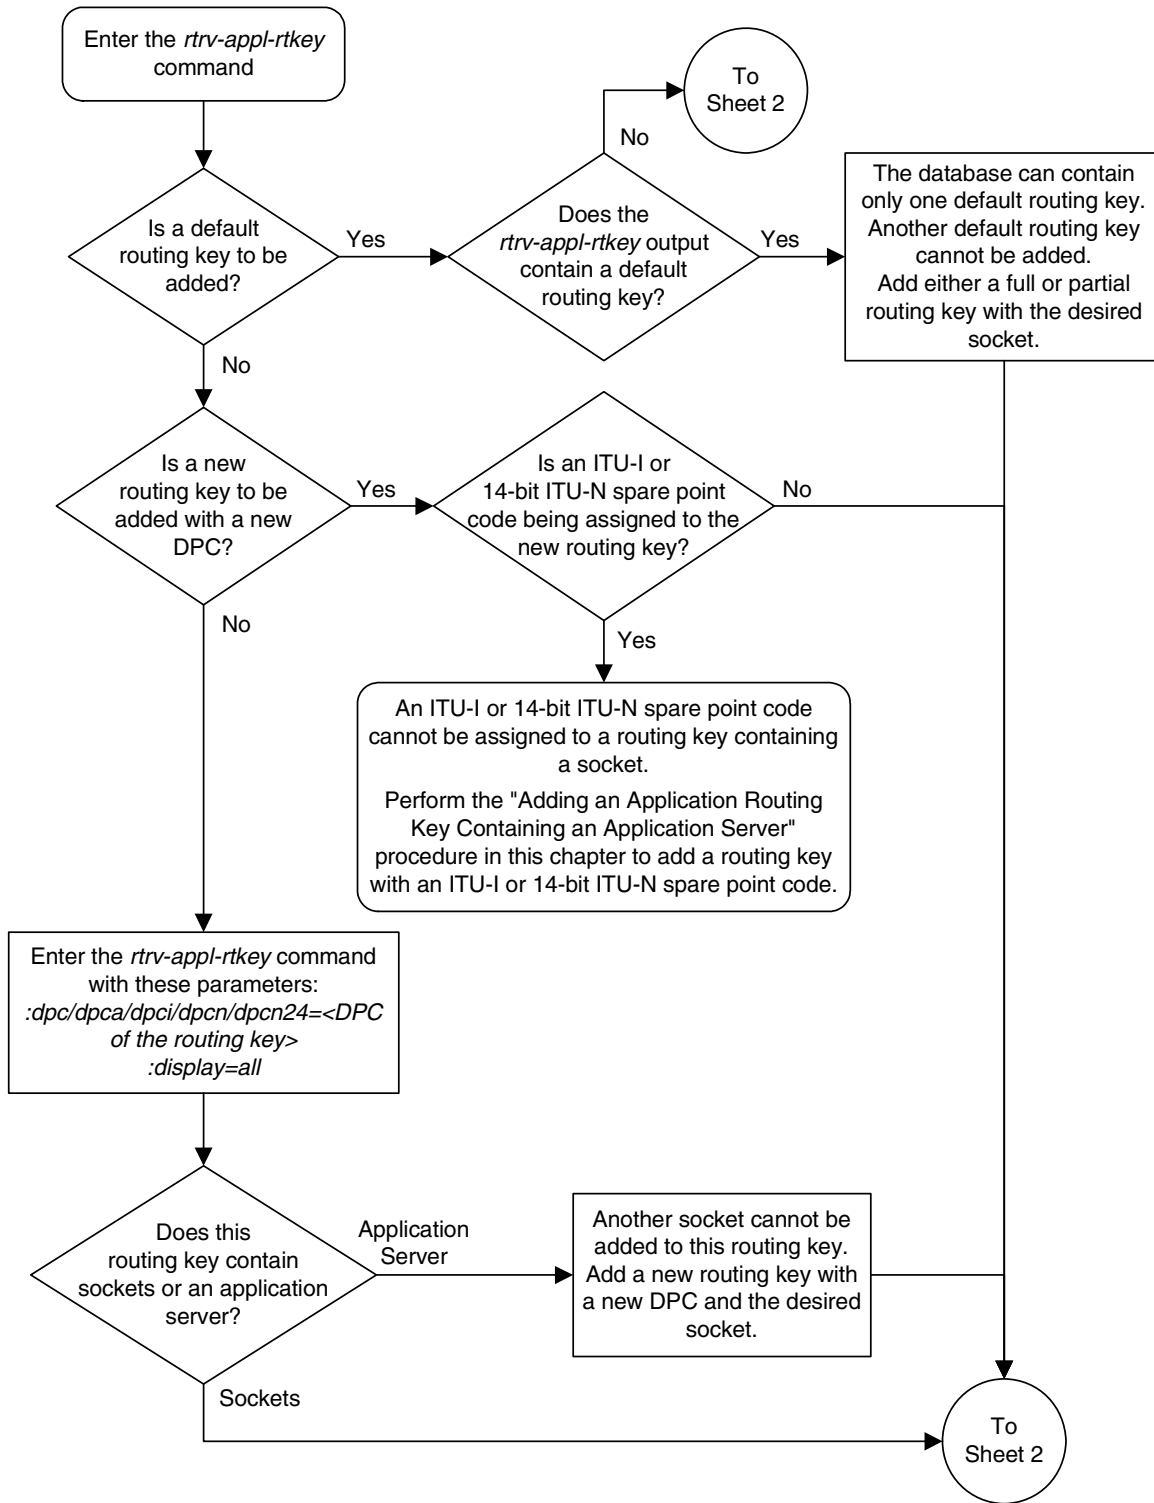 Enter the rtrv-appl-rtkey
command
To
Sheet 2
No
Is a default
routing key to be
added?
Yes
Does the
rtrv-appl-rtkey output
contain a default
routing key?
Yes
The database can contain
only one default routing key.
Another default routing key
cannot be added.
Add either a full or partial
routing key with the desired
socket.
No
Is a new
routing key to be
added with a new
DPC?
Yes
Is an ITU-I or
14-bit ITU-N spare point
code being assigned to the
new routing key?
No
No
Yes
An ITU-I or 14-bit ITU-N spare point code
cannot be assigned to a routing key containing
a socket.
Perform the "Adding an Application Routing
Key Containing an Application Server"
procedure in this chapter to add a routing key
with an ITU-I or 14-bit ITU-N spare point code.
Enter the rtrv-appl-rtkey command
with these parameters:
:dpc/dpca/dpci/dpcn/dpcn24=<DPC
of the routing key>
:display=all
Does this
routing key contain
sockets or an application
server?
Application
Server
Another socket cannot be
added to this routing key.
Add a new routing key with
a new DPC and the desired
socket.
Sockets
To
Sheet 2